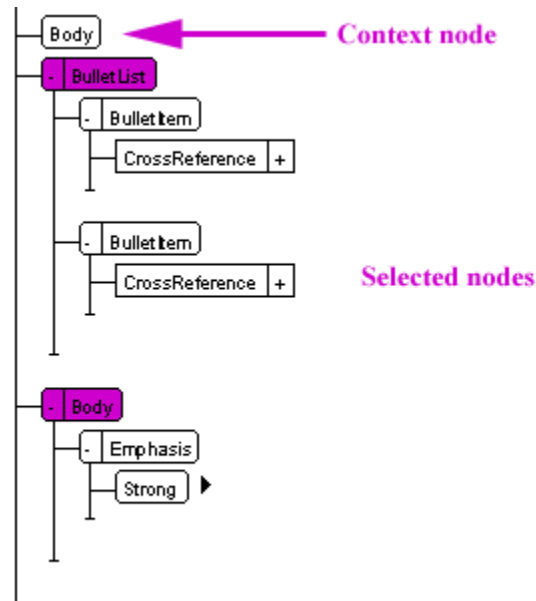 Body
Context node
- BulletList
- BulletItem
CrossReference +
- BulletItem
CrossReference +
Selected nodes
- Body
- Emphasis
Strong